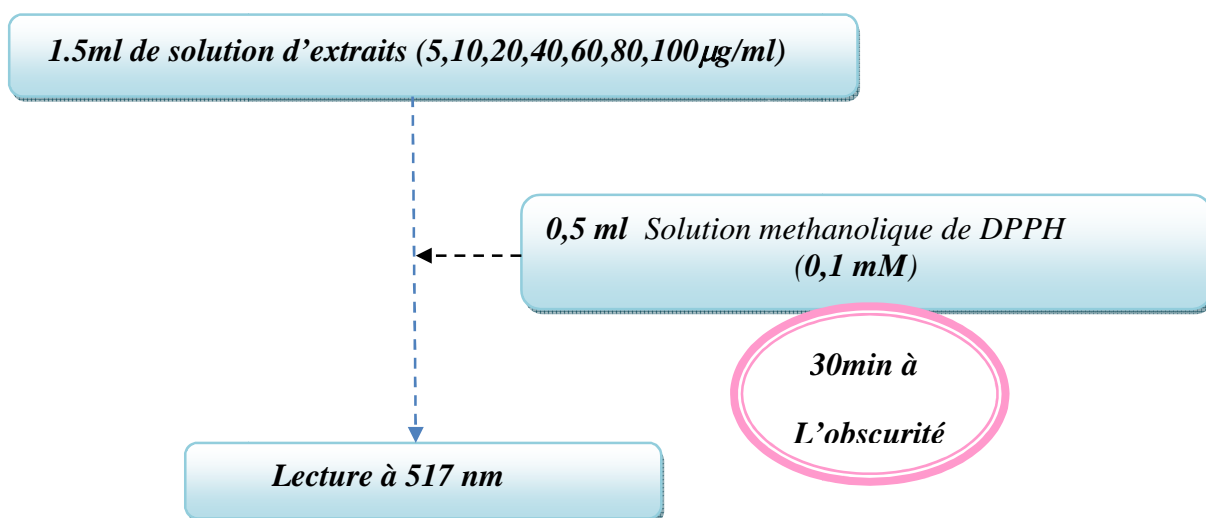 1.5ml de solution d’extraits (5,10,20,40,60,80,100µg/ml)
0,5 ml Solution methanolique de DPPH
(0,1 mM)
30min à
L’obscurité
Lecture à 517 nm